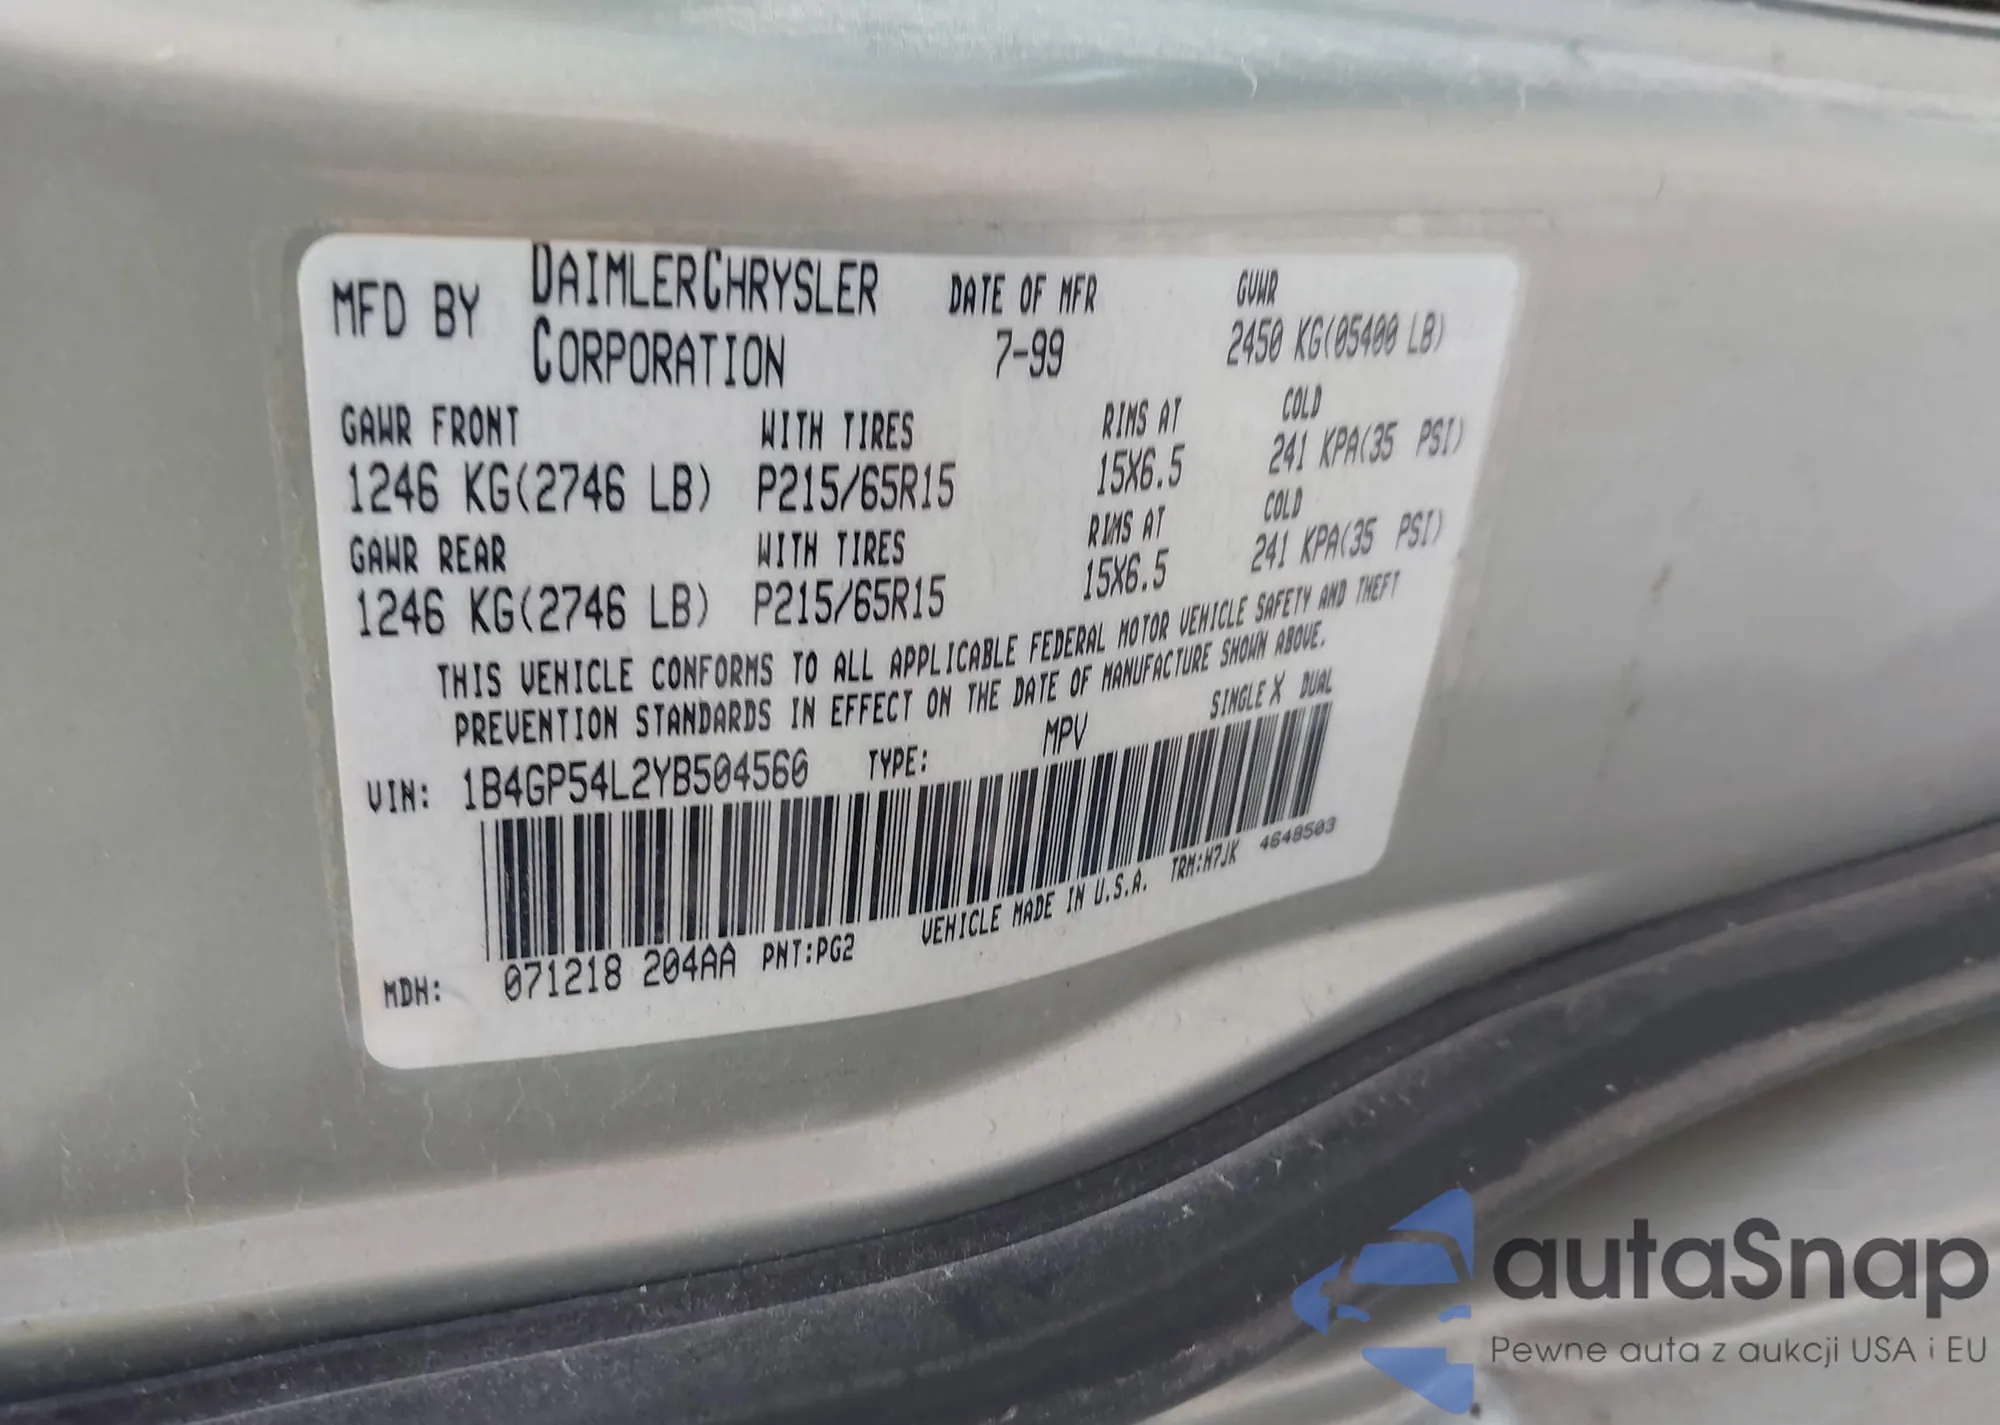 MFD BY DAIMLERCHRYSLER CORPORATION
DATE OF MFR 7-99
GVWR 2450 KG(05400 LB)
GAWR FRONT WITH TIRES RIMS AT COLD
1246 KG(2746 LB) P215/65R15 15X6.5 241 KPA(35 PSI)
GAWR REAR WITH TIRES RIMS AT COLD
1246 KG(2746 LB) P215/65R15 15X6.5 241 KPA(35 PSI)
THIS VEHICLE CONFORMS TO ALL APPLICABLE FEDERAL MOTOR VEHICLE SAFETY AND THEFT
PREVENTION STANDARDS IN EFFECT ON THE DATE OF MANUFACTURE SHOWN ABOVE.
VIN: 1B4GP54L2YB504560 TYPE: MPV SINGLE X DUAL
MDH: 071218 204AA PNT:PG2 VEHICLE MADE IN U.S.A. TRM:H7JK 4648503
autaSnap
Pewne auta z aukcji USA i EU